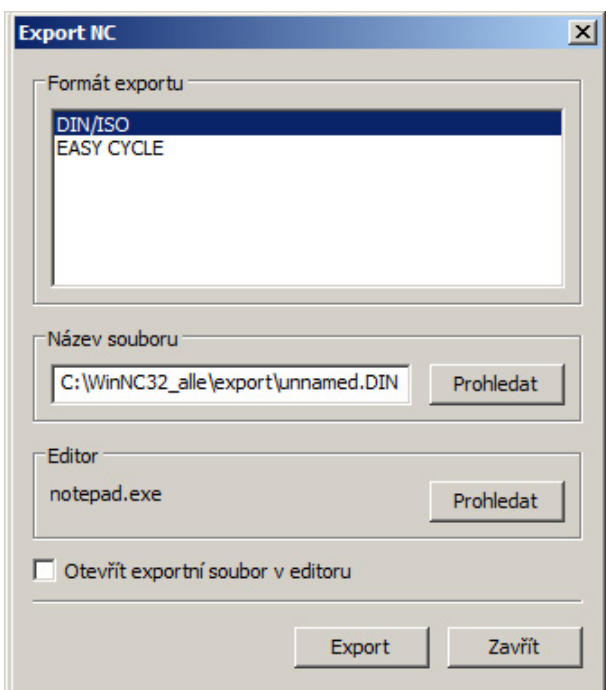 Export NC
Formát exportu
DIN/ISO
EASY CYCLE
Název souboru
C:\WinNC32_alle\export\unnamed.DIN
Prohledat
Editor
notepad.exe
Prohledat
Otevřít exportní soubor v editoru
Export
Zavřít